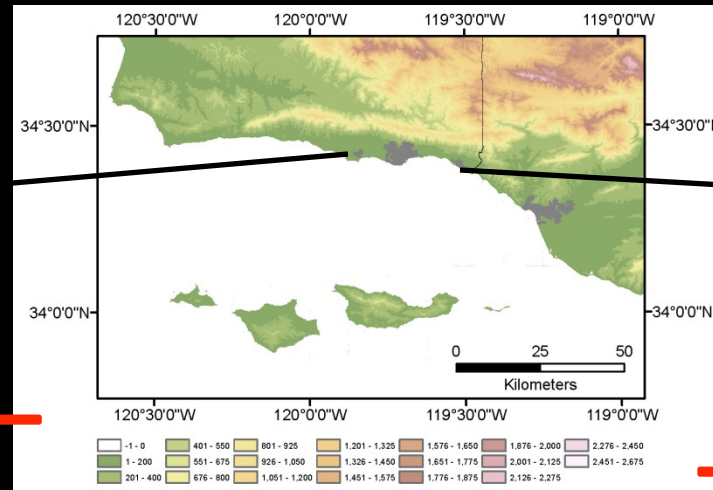 120°30'0"W 120°0'0"W 119°30'0"W 119°0'0"W
34°30'0"N 34°30'0"N
34°0'0"N 34°0'0"N
0 25 50
Kilometers
120°30'0"W 120°0'0"W 119°30'0"W 119°0'0"W
-1 - 0 401 - 550 801 - 925 1,201 - 1,325 1,576 - 1,650 1,876 - 2,000 2,276 - 2,450
1 - 200 551 - 675 926 - 1,050 1,326 - 1,450 1,651 - 1,775 2,001 - 2,125 2,451 - 2,675
201 - 400 676 - 800 1,051 - 1,200 1,451 - 1,575 1,776 - 1,875 2,126 - 2,275